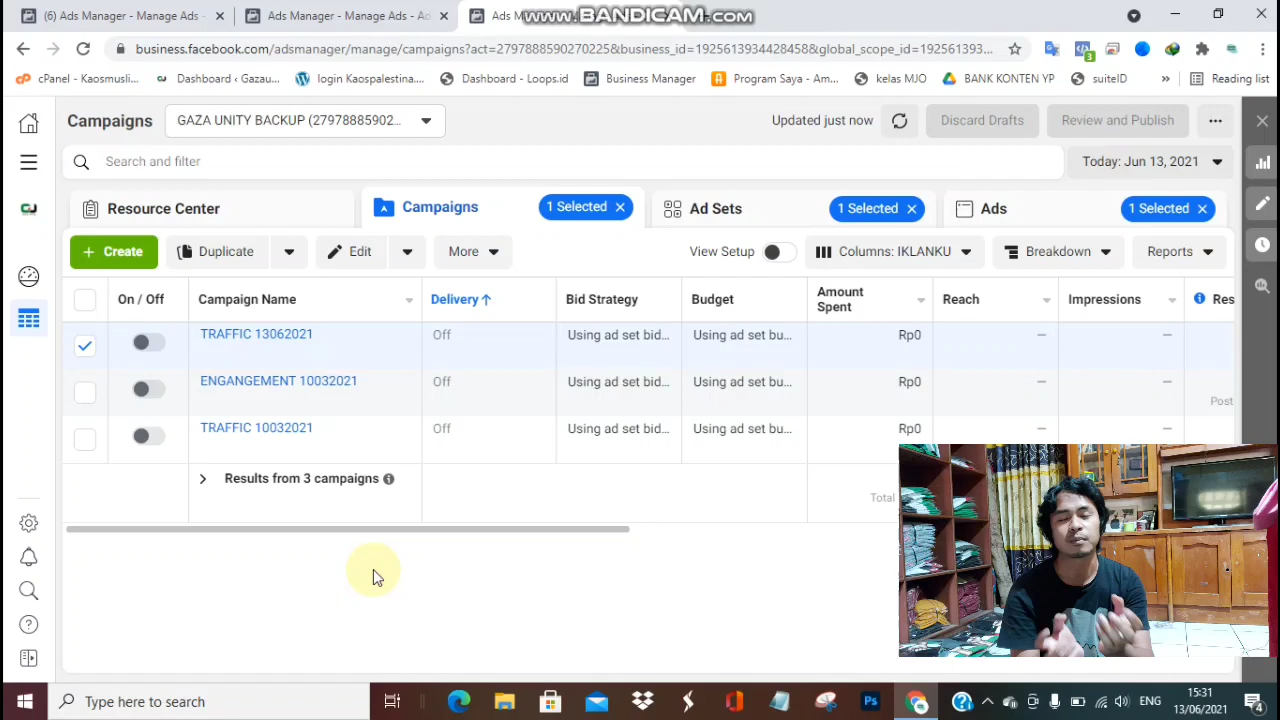 (6) Ads Manager - Manage Ads -
Ads Manager - Manage Ads - Ad
Ads Ma
www.BANDICAM.com
business.facebook.com/adsmanager/manage/campaigns?act=2797888590270225&business_id=1925613934428458&global_scope_id=192561393...
3
cPanel - Kaosmusli...
Dashboard ‹ Gazau...
login Kaospalestina...
Dashboard - Loops.id
Business Manager
Program Saya - Am...
kelas MJO
BANK KONTEN YP
suiteID
»
Reading list
Campaigns
GAZA UNITY BACKUP (27978885902...
Updated just now
Discard Drafts
Review and Publish
Search and filter
Today: Jun 13, 2021
Resource Center
Campaigns
1 Selected
Ad Sets
1 Selected
Ads
1 Selected
+ Create
Duplicate
Edit
More
View Setup
Columns: IKLANKU
Breakdown
Reports
On / Off
Campaign Name
Delivery ↑
Bid Strategy
Budget
Amount
Spent
Reach
Impressions
Res
TRAFFIC 13062021
Off
Using ad set bid...
Using ad set bu...
Rp0
—
—
ENGANGEMENT 10032021
Off
Using ad set bid...
Using ad set bu...
Rp0
—
—
Post
TRAFFIC 10032021
Off
Using ad set bid...
Using ad set bu...
Rp0
—
—
Results from 3 campaigns
Total
Type here to search
ENG
15:31
13/06/2021
4